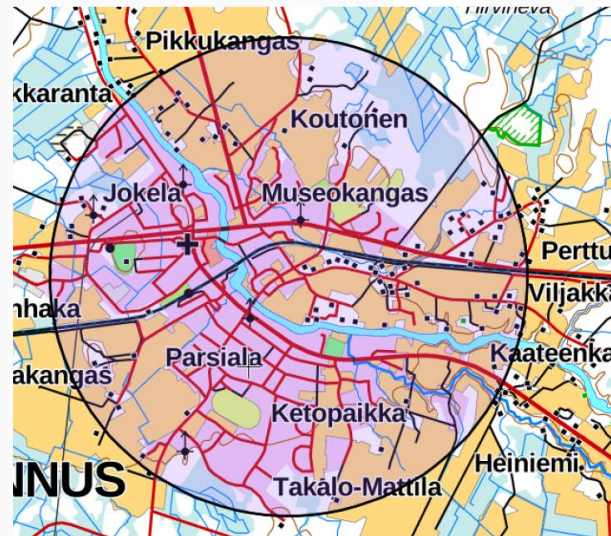 Hirvineva
Pikkukangas
kkaranta
Koutonen
Jokela
Museokangas
Perttu
Viljakk
nhaka
Kaateenka
Parsiala
akangas
Ketopaikka
Heiniemi
NNUS
Takalo-Mattila